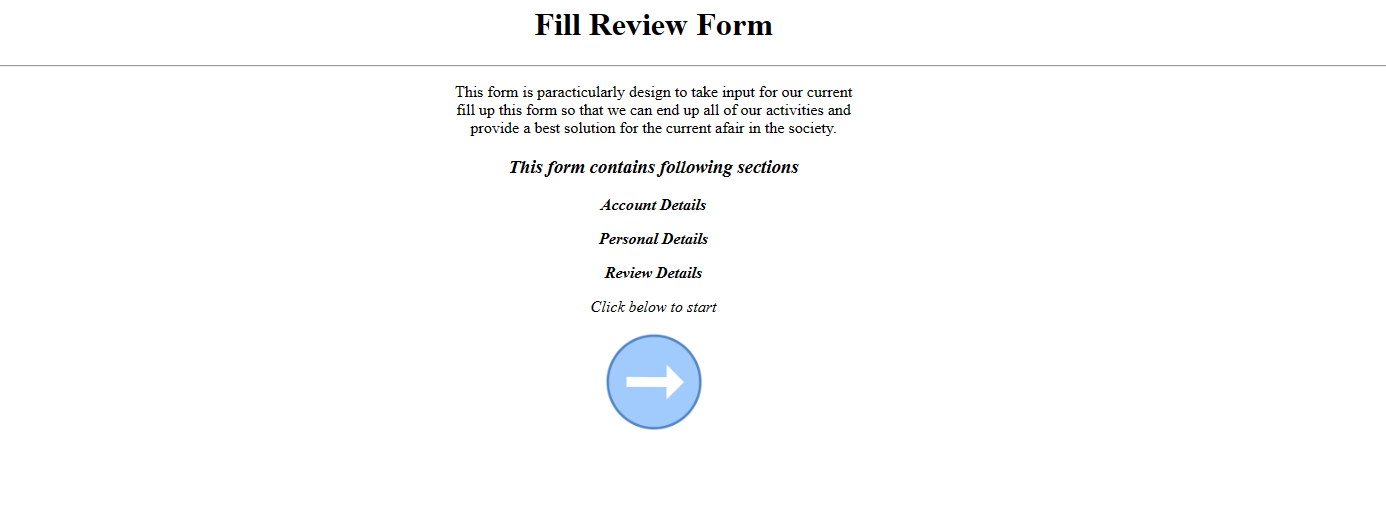 Fill Review Form
This form is paracticularly design to take input for our current
fill up this form so that we can end up all of our activities and
provide a best solution for the current afair in the society.
This form contains following sections
Account Details
Personal Details
Review Details
Click below to start